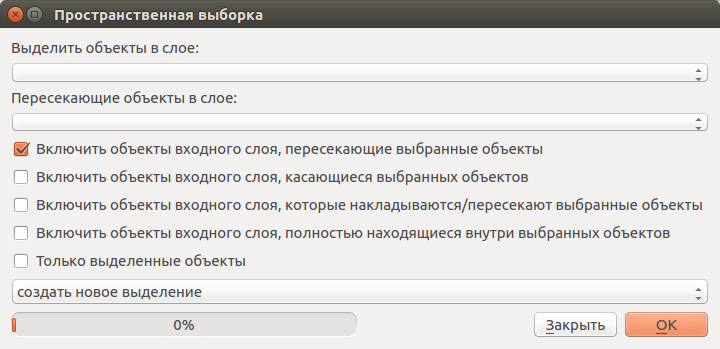 Пространственная выборка
Выделить объекты в слое:
Пересекающие объекты в слое:
Включить объекты входного слоя, пересекающие выбранные объекты
Включить объекты входного слоя, касающиеся выбранных объектов
Включить объекты входного слоя, которые накладываются/пересекают выбранные объекты
Включить объекты входного слоя, полностью находящиеся внутри выбранных объектов
Только выделенные объекты
создать новое выделение
0% Закрыть OK